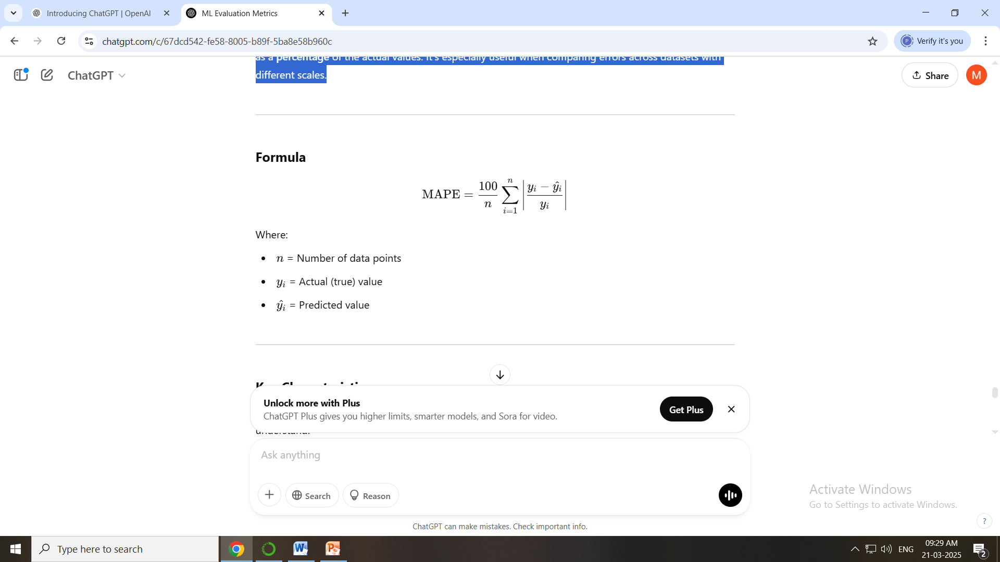 Introducing ChatGPT | OpenAI
ML Evaluation Metrics
chatgpt.com/c/67dcd542-fe58-8005-b89f-5ba8e58b960c
Verify it's you
as a percentage of the actual values. It's especially useful when comparing errors across datasets with
different scales.
ChatGPT
Share
M
Formula
MAPE = \frac{100}{n} \sum_{i=1}^{n} \left| \frac{y_i - \hat{y}_i}{y_i} \right|
Where:
• n = Number of data points
• y_i = Actual (true) value
• \hat{y}_i = Predicted value
Key Characteristi
Unlock more with Plus
ChatGPT Plus gives you higher limits, smarter models, and Sora for video.
Get Plus
understand.
Ask anything
Search
Reason
Activate Windows
Go to Settings to activate Windows.
ChatGPT can make mistakes. Check important info.
?
Type here to search
ENG
09:29 AM
21-03-2025
2